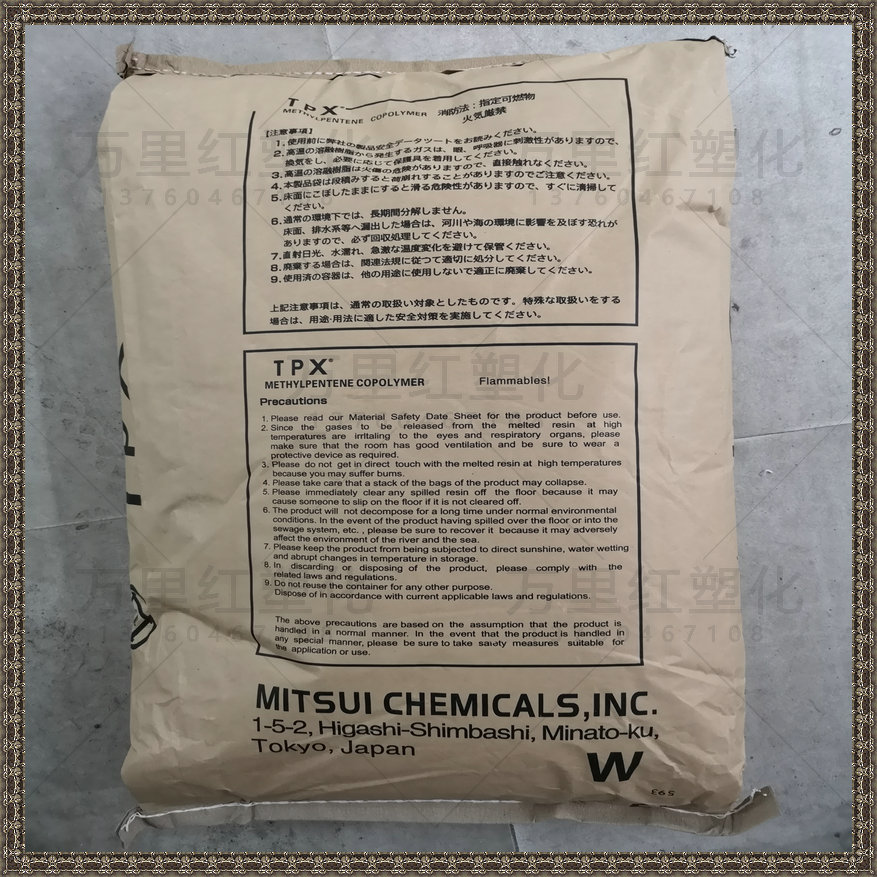 TPX®
METHYLPENTENE COPOLYMER 消防法：指定可燃物
火気厳禁
【注意事項】
1. 使用前に弊社の製品安全データツートをお読みください。
2. 高温の溶融樹脂から発生するガスは、眼、呼吸器に刺激性がありますので、
換気をし、必要に応じて保護具を着用してください。
3. 高温の溶融樹脂は火傷の危険がありますので、直接触れなください。
4. 本製品袋は段積みすると荷崩れすることがありますのでご注意ください。
5. 床面にこぼしたままにすると滑る危険性がありますので、すぐに清掃して
ください。
6. 通常の環境下では、長期間分解しません。
床面、排水系等へ漏出した場合は、河川や海の環境に影響を及ぼす恐れが
ありますので、必ず回収処理してください。
7. 直射日光、水濡れ、急激な温度変化を避けて保管ください。
8. 廃棄する場合は、関連法規に従つて適切に処分してください。
9. 使用済の容器は、他の用途に使用しないで適正に廃棄してください。
上記注意事項は、通常の取扱い対象としたものです。特殊な取扱いをする
場合は、用途·用法に適した安全対策を実施してください。
TPX®
METHYLPENTENE COPOLYMER Flammables!
Precautions
1. Please read our Material Safety Date Sheet for the product before use.
2. Since the gases to be released from the melted resin at high
temperatures are irritaling to the eyes and respiratory organs, please
make sure that the room has good ventilation and be sure to wear a
protective device as required.
3. Please do not get in direct touch with the melted resin at high temperatures
because you may suffer bums.
4. Please take care that a stack of the bags of the product may collapse.
5. Please immediately clear any spilled resin off the floor because it may
cause someone to slip on the floor if it is not cleared off.
6. The product will not decompose for a long time under normal environmental
conditions. In the event of the product having spilled over the floor or into the
sewage system, etc. , please be sure to recover it because it may adversely
affect the environment of the river and the sea.
7. Please keep the product from being subjected to direct sunshine, water wetting
and abrupt changes in temperature in storage.
8. In discarding or disposing of the product, please comply with the
related laws and regulations.
9. Do not reuse the container for any other purpose.
Dispose of in accordance with current applicable laws and regulations.
The above precautions are based on the assumption that the product is
handled in a normal manner. In the event that the product is handled in
any special manner, please be sure to take safety measures suitable for
the application or use.
MITSUI CHEMICALS,INC.
1-5-2, Higashi-Shimbashi, Minato-ku,
Tokyo, Japan
W
万里红塑化
1376046710
万里红塑化
1376046710
万里红塑化
万里红塑化
1376046710
万里红塑化
1376046710